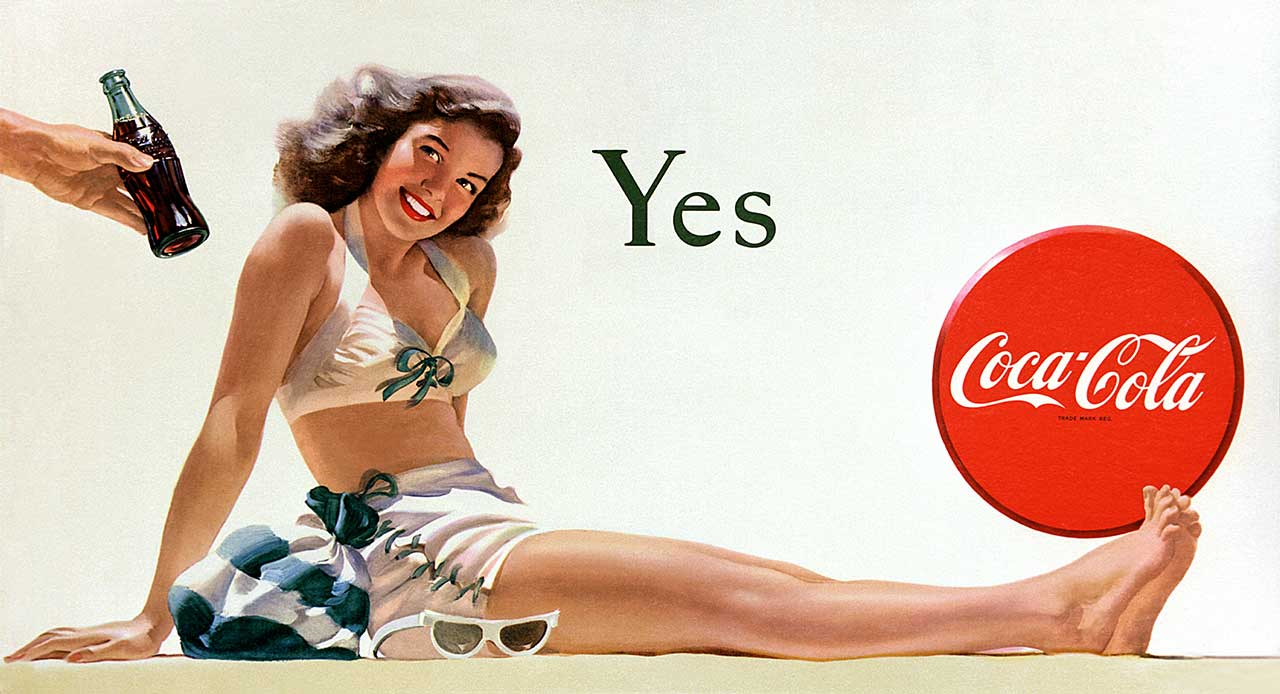 Yes
Coca-Cola
TRADE MARK REG.